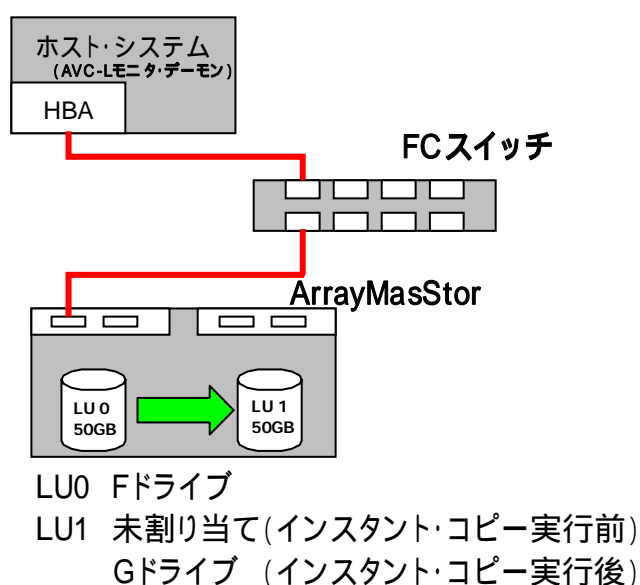 ホスト・システム
(AVC-Lモニタ・デーモン)
HBA
FCスイッチ
ArrayMasStor
LU 0
50GB
LU 1
50GB
LU0 Fドライブ
LU1 未割り当て(インスタント・コピー実行前)
Gドライブ (インスタント・コピー実行後)